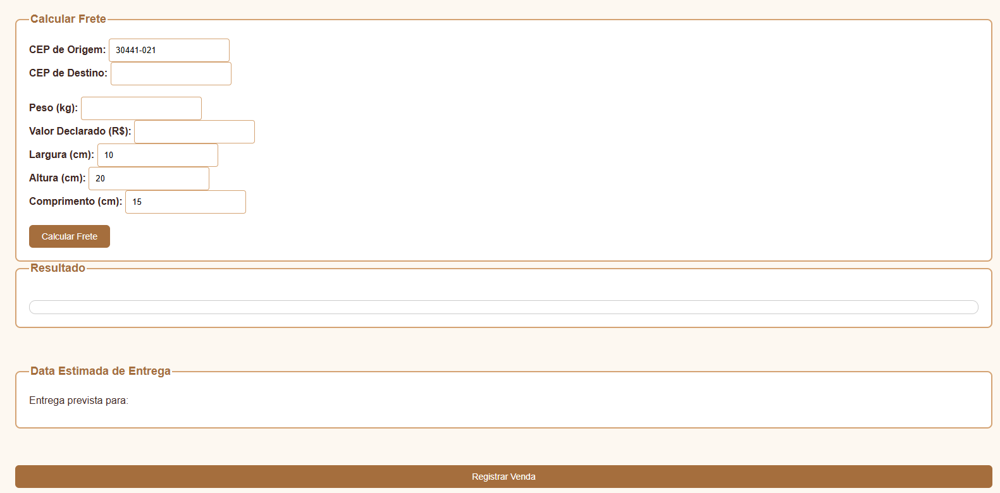 Calcular Frete
CEP de Origem: 30441-021
CEP de Destino:
Peso (kg):
Valor Declarado (R$):
Largura (cm): 10
Altura (cm): 20
Comprimento (cm): 15
Calcular Frete
Resultado
Data Estimada de Entrega
Entrega prevista para:
Registrar Venda